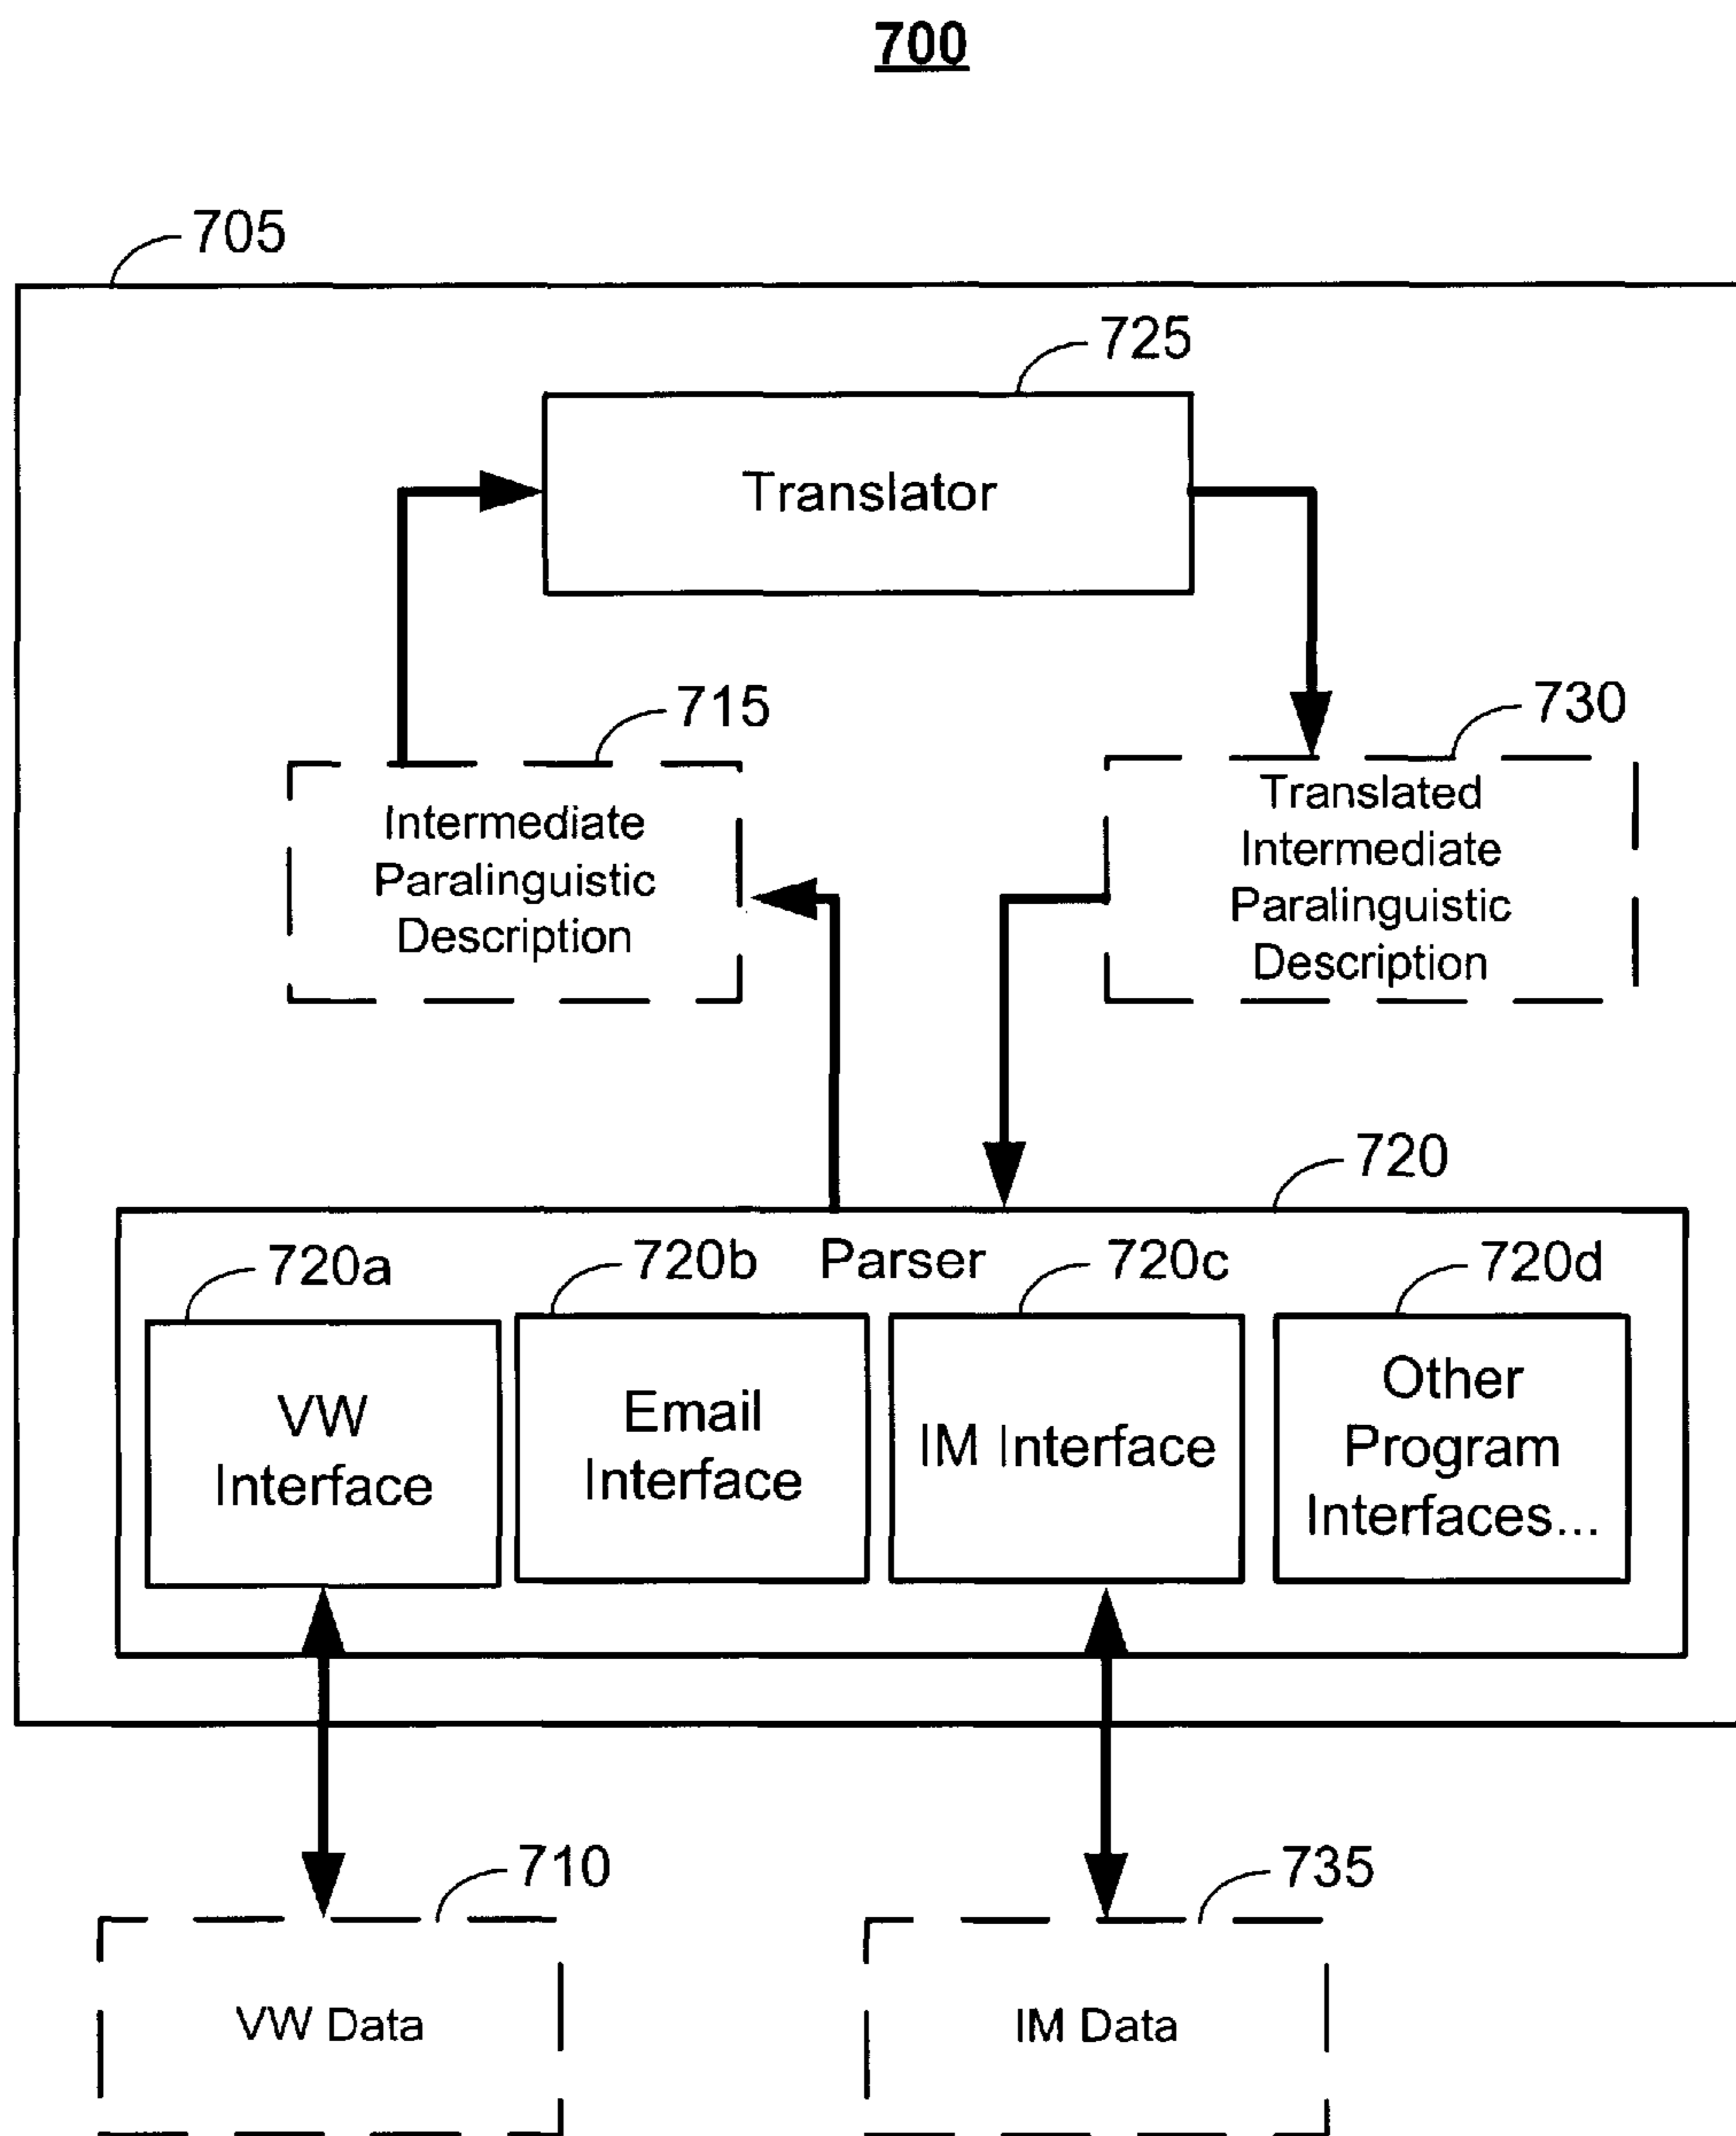 700
705
725
Translator
715
730
Intermediate
Paralinguistic
Description
Translated
Intermediate
Paralinguistic
Description
720
720a
720b
Parser
720c
720d
VW
Interface
Email
Interface
IM Interface
Other
Program
Interfaces...
710
735
VW Data
IM Data